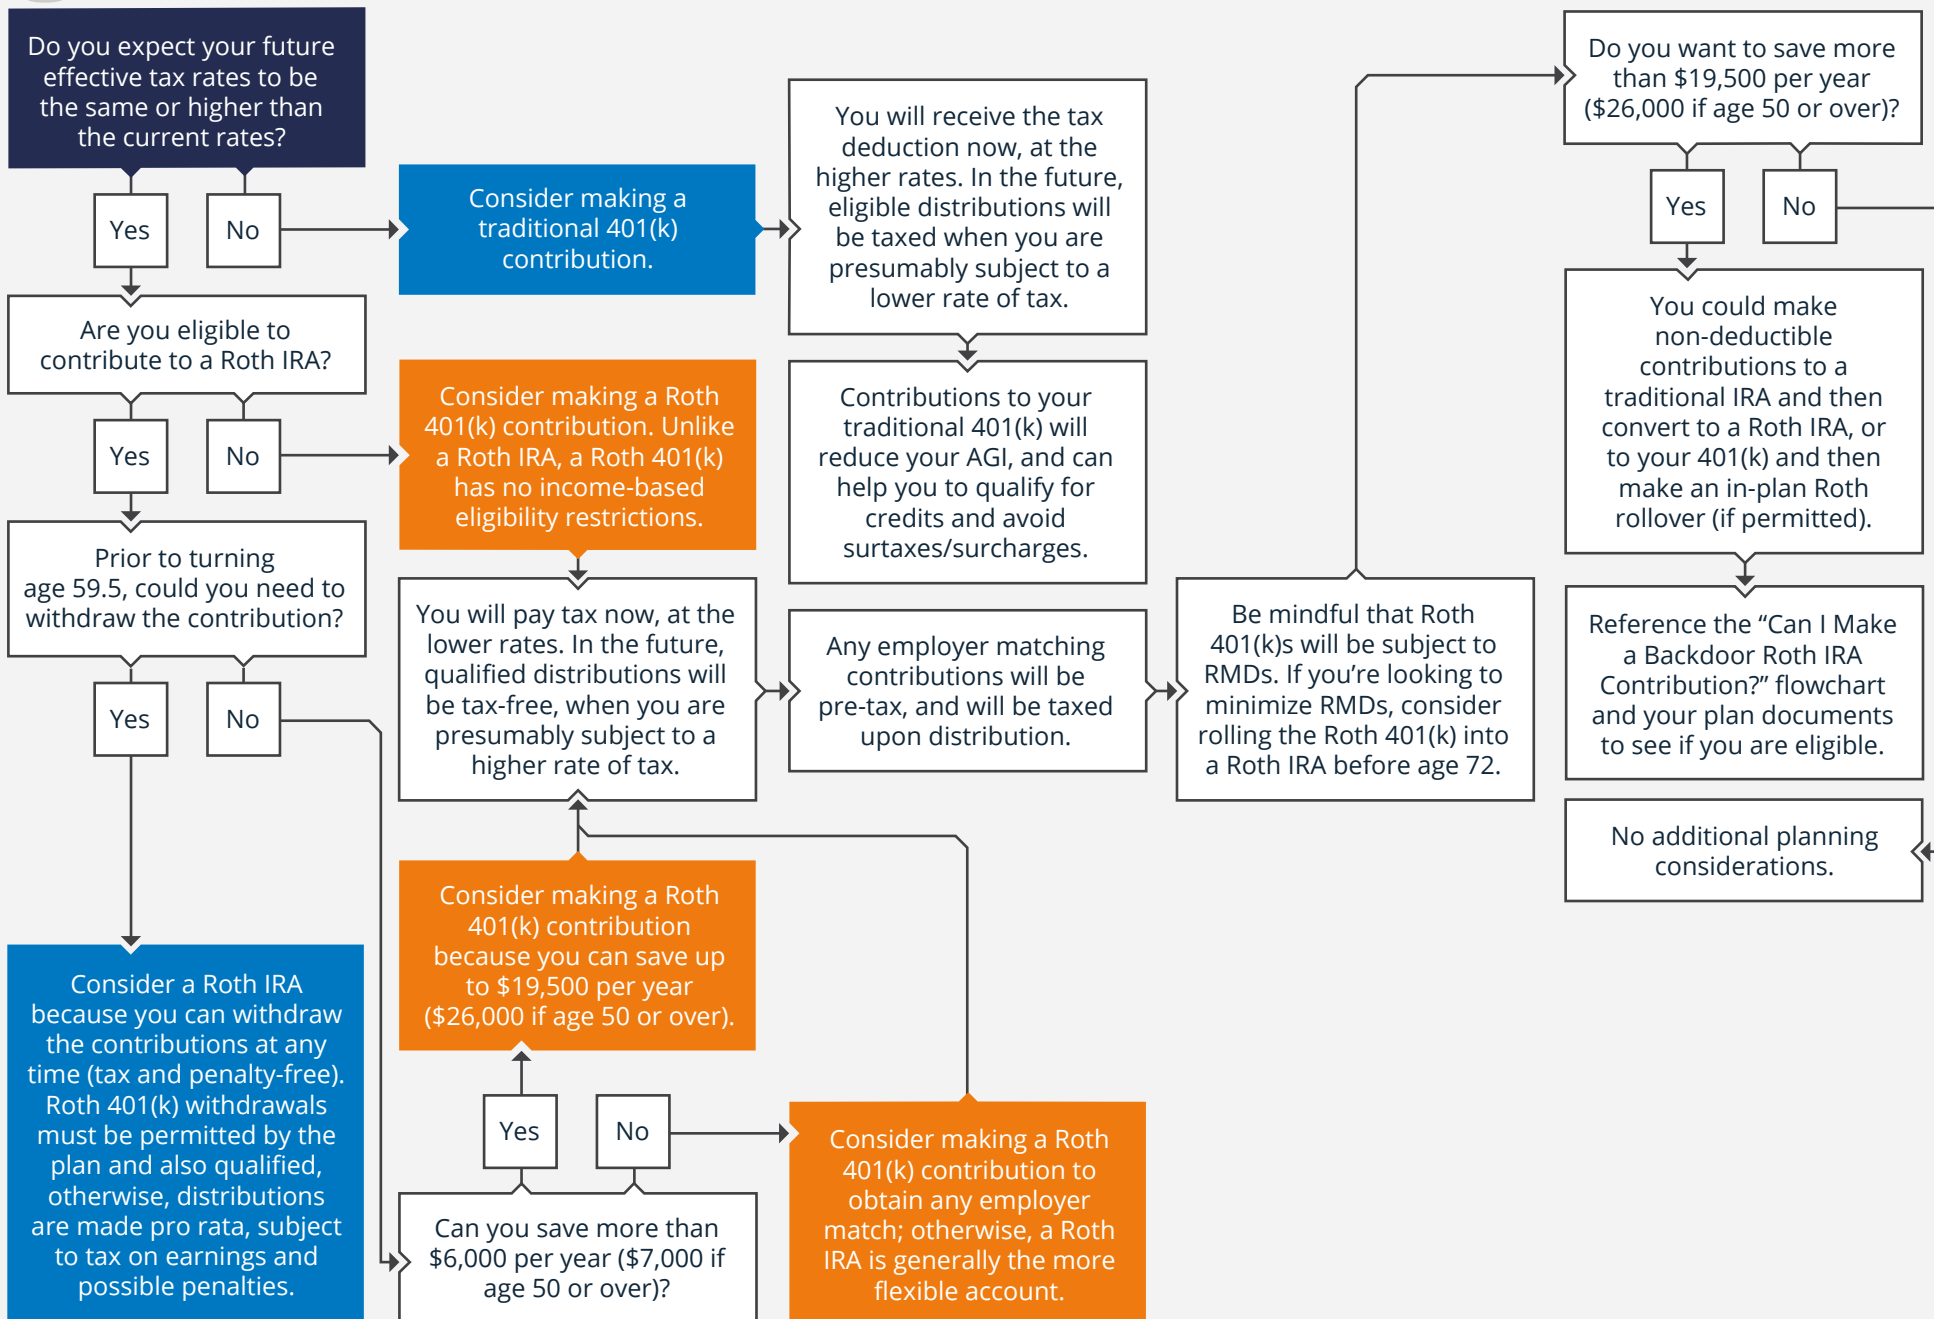 Do you expect your future
effective tax rates to be
the same or higher than
the current rates?
Yes
No
Consider making a
traditional 401(k)
contribution.
You will receive the tax
deduction now, at the
higher rates. In the future,
eligible distributions will
be taxed when you are
presumably subject to a
lower rate of tax.
Contributions to your
traditional 401(k) will
reduce your AGI, and can
help you to qualify for
credits and avoid
surtaxes/surcharges.
Are you eligible to
contribute to a Roth IRA?
Yes
No
Consider making a Roth
401(k) contribution. Unlike
a Roth IRA, a Roth 401(k)
has no income-based
eligibility restrictions.
Prior to turning
age 59.5, could you need to
withdraw the contribution?
Yes
No
Consider a Roth IRA
because you can withdraw
the contributions at any
time (tax and penalty-free).
Roth 401(k) withdrawals
must be permitted by the
plan and also qualified,
otherwise, distributions
are made pro rata, subject
to tax on earnings and
possible penalties.
Can you save more than
$6,000 per year ($7,000 if
age 50 or over)?
Yes
No
Consider making a Roth
401(k) contribution
because you can save up
to $19,500 per year
($26,000 if age 50 or over).
Consider making a Roth
401(k) contribution to
obtain any employer
match; otherwise, a Roth
IRA is generally the more
flexible account.
You will pay tax now, at the
lower rates. In the future,
qualified distributions will
be tax-free, when you are
presumably subject to a
higher rate of tax.
Any employer matching
contributions will be
pre-tax, and will be taxed
upon distribution.
Be mindful that Roth
401(k)s will be subject to
RMDs. If you’re looking to
minimize RMDs, consider
rolling the Roth 401(k) into
a Roth IRA before age 72.
Do you want to save more
than $19,500 per year
($26,000 if age 50 or over)?
Yes
No
You could make
non-deductible
contributions to a
traditional IRA and then
convert to a Roth IRA, or
to your 401(k) and then
make an in-plan Roth
rollover (if permitted).
Reference the “Can I Make
a Backdoor Roth IRA
Contribution?” flowchart
and your plan documents
to see if you are eligible.
No additional planning
considerations.